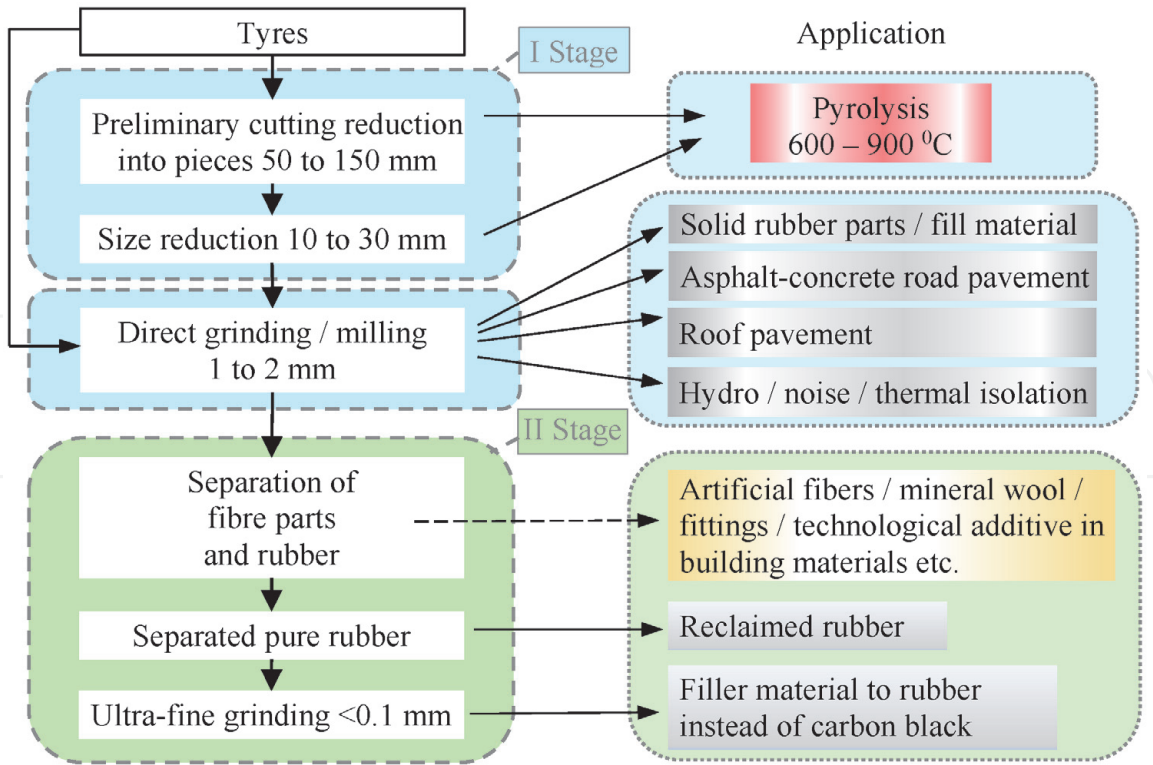 Tyres
I Stage
Application
Preliminary cutting reduction
into pieces 50 to 150 mm
Pyrolysis
600 – 900 ⁰C
Size reduction 10 to 30 mm
Solid rubber parts / fill material
Asphalt-concrete road pavement
Direct grinding / milling
1 to 2 mm
Roof pavement
Hydro / noise / thermal isolation
II Stage
Separation of
fibre parts
and rubber
Artificial fibers / mineral wool /
fittings / technological additive in
building materials etc.
Separated pure rubber
Reclaimed rubber
Ultra-fine grinding <0.1 mm
Filler material to rubber
instead of carbon black